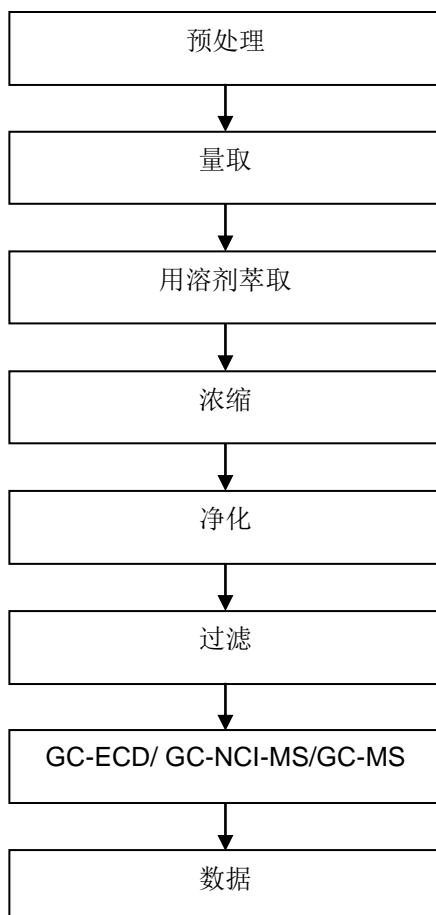 预处理
量取
用溶剂萃取
浓缩
净化
过滤
GC-ECD/ GC-NCI-MS/GC-MS
数据